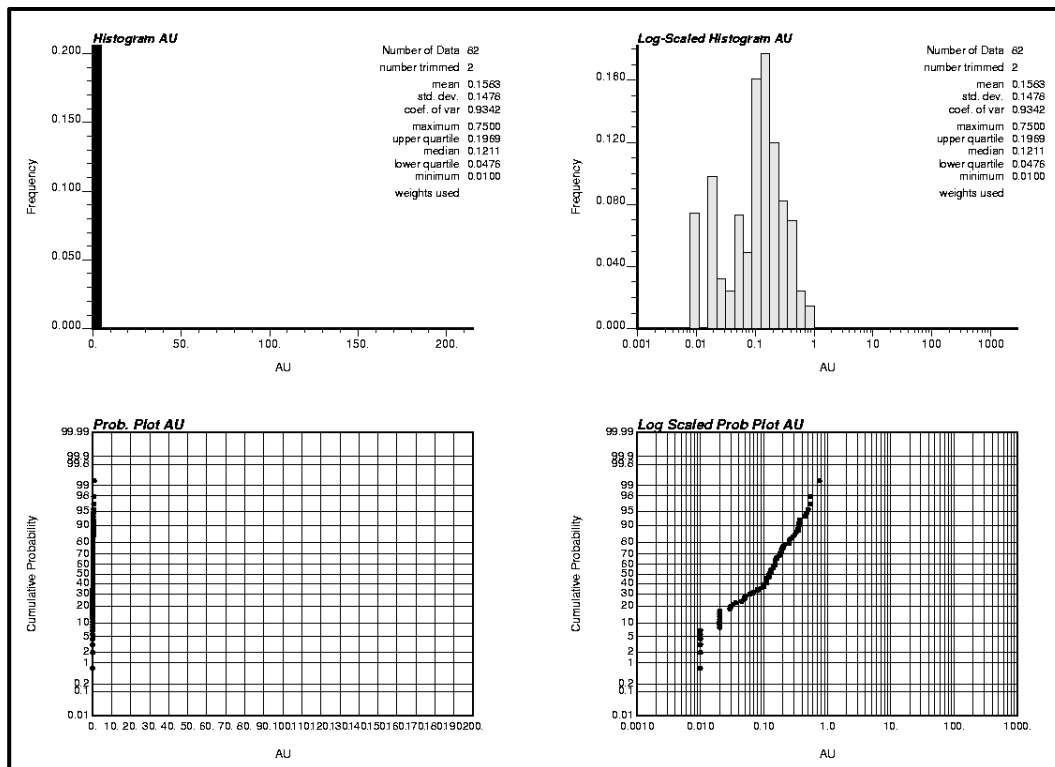 Histogram AU
0.200
0.150
0.100
0.050
0.000
Frequency
0. 50. 100. 150. 200.
AU
Number of Data 82
number trimmed 2
mean 0.1583
std. dev. 0.1478
coef. of var 0.9342
maximum 0.7500
upper quartile 0.1969
median 0.1211
lower quartile 0.0476
minimum 0.0100
weights used
Log-Scaled Histogram AU
0.180
0.120
0.080
0.040
0.000
Frequency
0.001 0.01 0.1 1 10 100 1000
AU
Number of Data 82
number trimmed 2
mean 0.1583
std. dev. 0.1478
coef. of var 0.9342
maximum 0.7500
upper quartile 0.1969
median 0.1211
lower quartile 0.0476
minimum 0.0100
weights used
Prob. Plot AU
99.99
99.9
99.8
99
98
95
90
80
70
60
50
40
30
20
10
5
2
1
0.2
0.1
0.01
Cumulative Probability
0. 10. 20. 30. 40. 50. 60. 70. 80. 90. 100.110.120.130.140.150.160.170.180.190.200.
AU
Log Scaled Prob Plot AU
99.99
99.9
99.8
99
98
95
90
80
70
60
50
40
30
20
10
5
2
1
0.2
0.1
0.01
Cumulative Probability
0.0010 0.010 0.10 1.0 10. 100. 1000.
AU